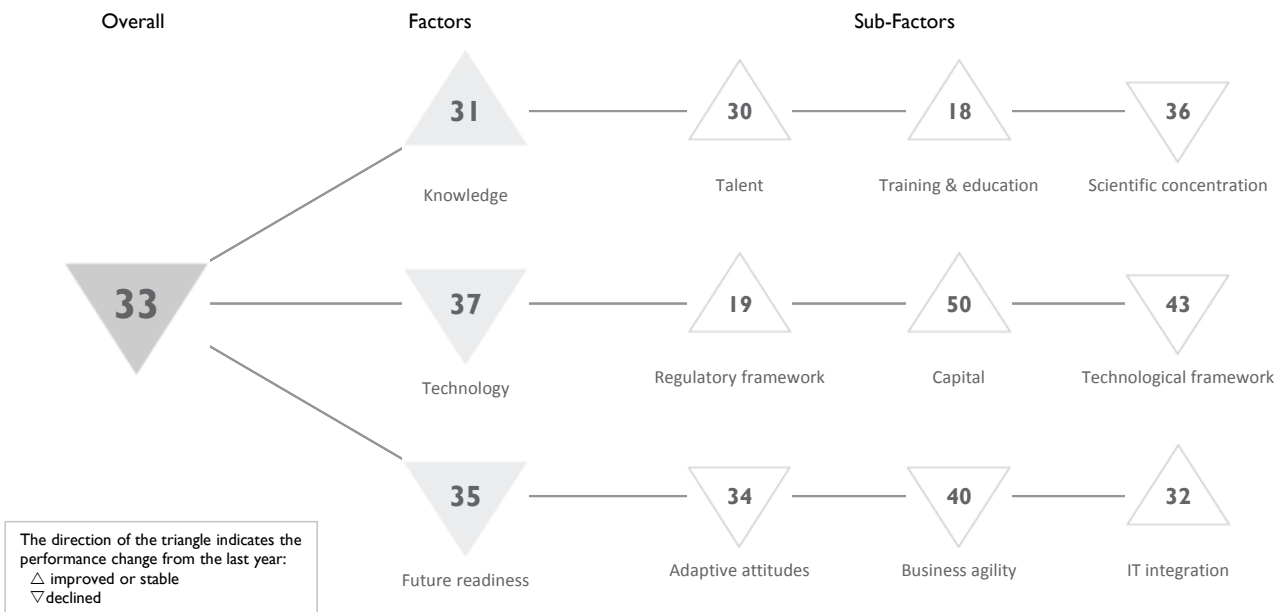 Overall
Factors
Sub-Factors
31
30
18
36
Knowledge
Talent
Training & education
Scientific concentration
33
37
19
50
43
Technology
Regulatory framework
Capital
Technological framework
35
34
40
32
Future readiness
Adaptive attitudes
Business agility
IT integration
The direction of the triangle indicates the
performance change from the last year:
△ improved or stable
▽ declined